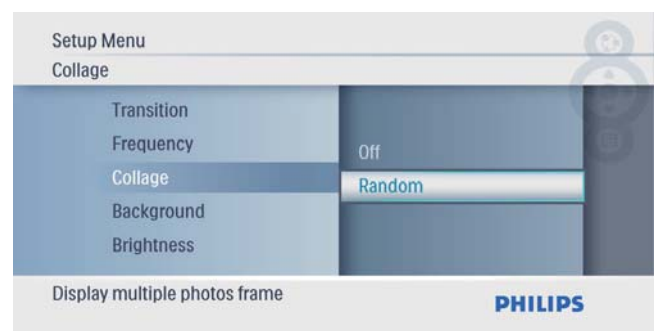 Setup Menu
Collage
Transition
Frequency
Collage
Background
Brightness
Off
Random
Display multiple photos frame
PHILIPS